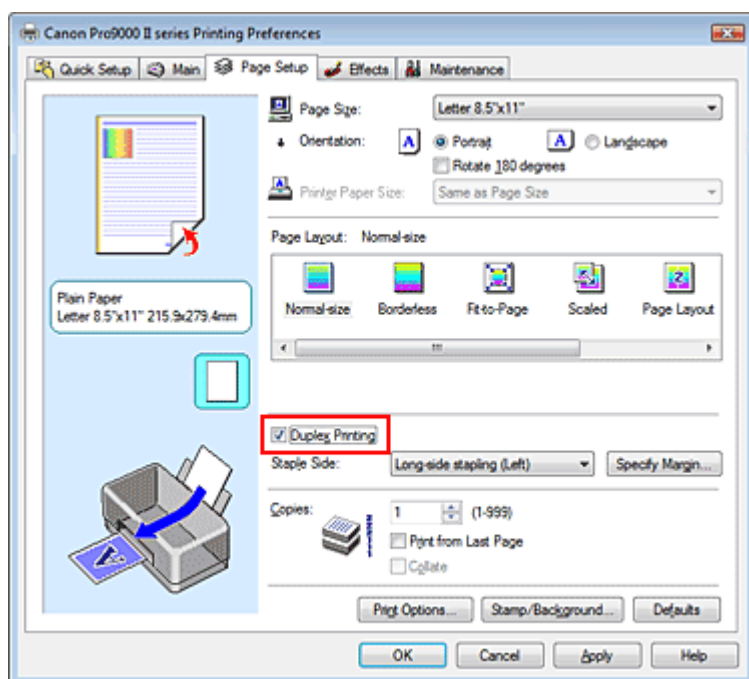 Canon Pro9000 II series Printing Preferences
Quick Setup Main Page Setup Effects Maintenance
Page Size: Letter 8.5"x11"
Orientation: A Portrait A Landscape
Rotate 180 degrees
Printer Paper Size: Same as Page Size
Page Layout: Normal-size
Normal-size Borderless Fit-to-Page Scaled Page Layout
Plain Paper
Letter 8.5"x11" 215.9x279.4mm
Duplex Printing
Staple Side: Long-side stapling (Left) Specify Margin...
Copies: 1 (1-999)
Print from Last Page
Collate
Print Options... Stamp/Background... Defaults
OK Cancel Apply Help